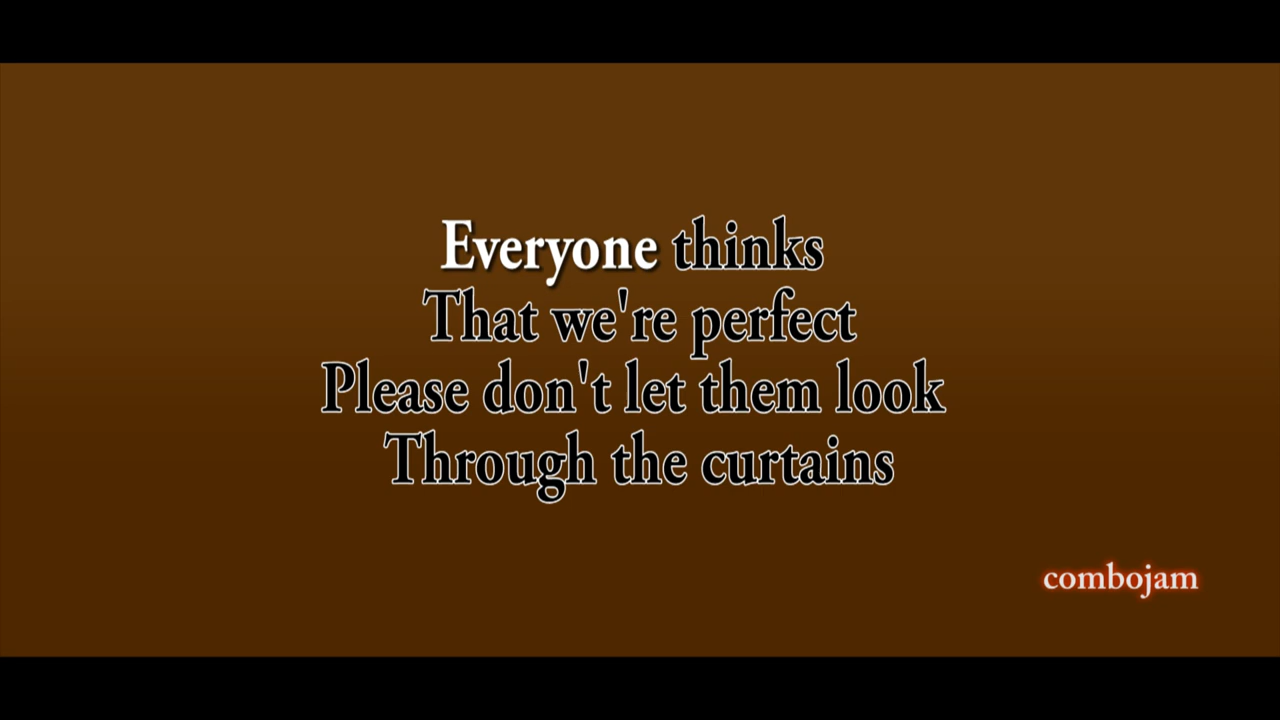 Everyone thinks
That we're perfect
Please don't let them look
Through the curtains
combojam